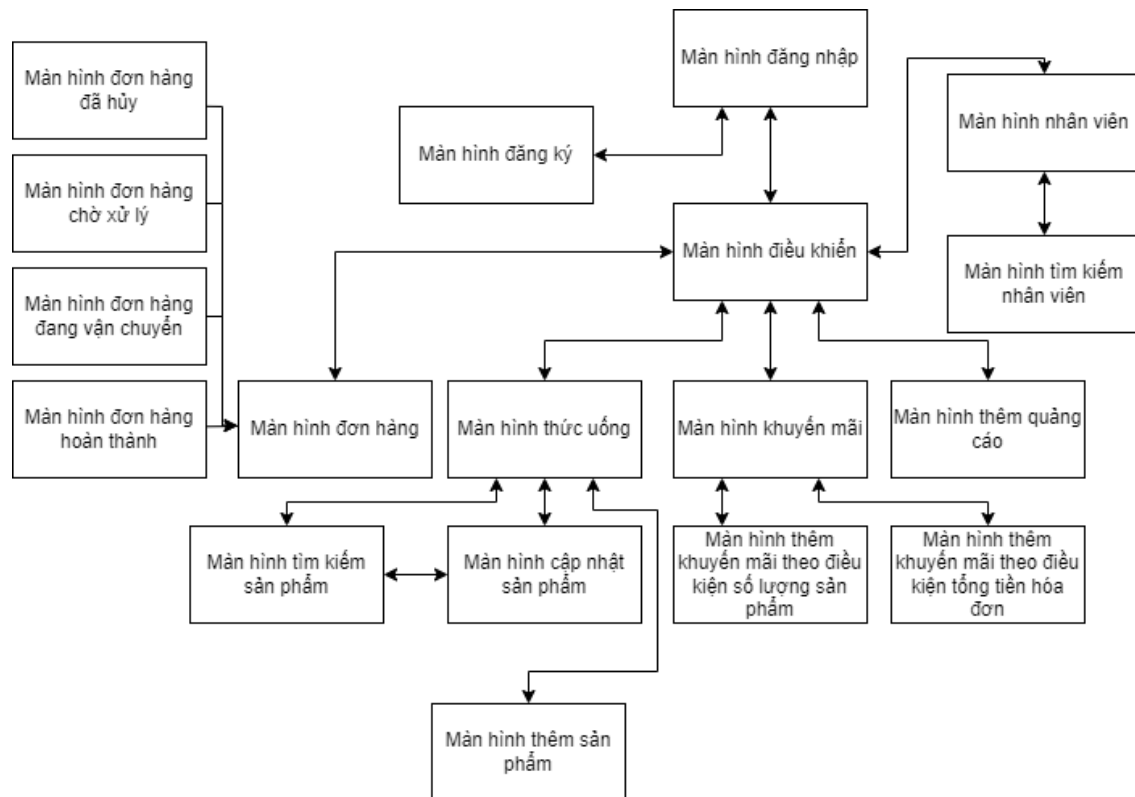 Màn hình đăng nhập
Màn hình đơn hàng
đã hủy
Màn hình nhân viên
Màn hình đăng ký
Màn hình đơn hàng
chờ xử lý
Màn hình điều khiển
Màn hình tìm kiếm
nhân viên
Màn hình đơn hàng
đang vận chuyển
Màn hình đơn hàng
hoàn thành
Màn hình đơn hàng
Màn hình thức uống
Màn hình khuyến mãi
Màn hình thêm quảng
cáo
Màn hình tìm kiếm
sản phẩm
Màn hình cập nhật
sản phẩm
Màn hình thêm
khuyến mãi theo điều
kiện số lượng sản
phẩm
Màn hình thêm
khuyến mãi theo điều
kiện tổng tiền hóa
đơn
Màn hình thêm sản
phẩm